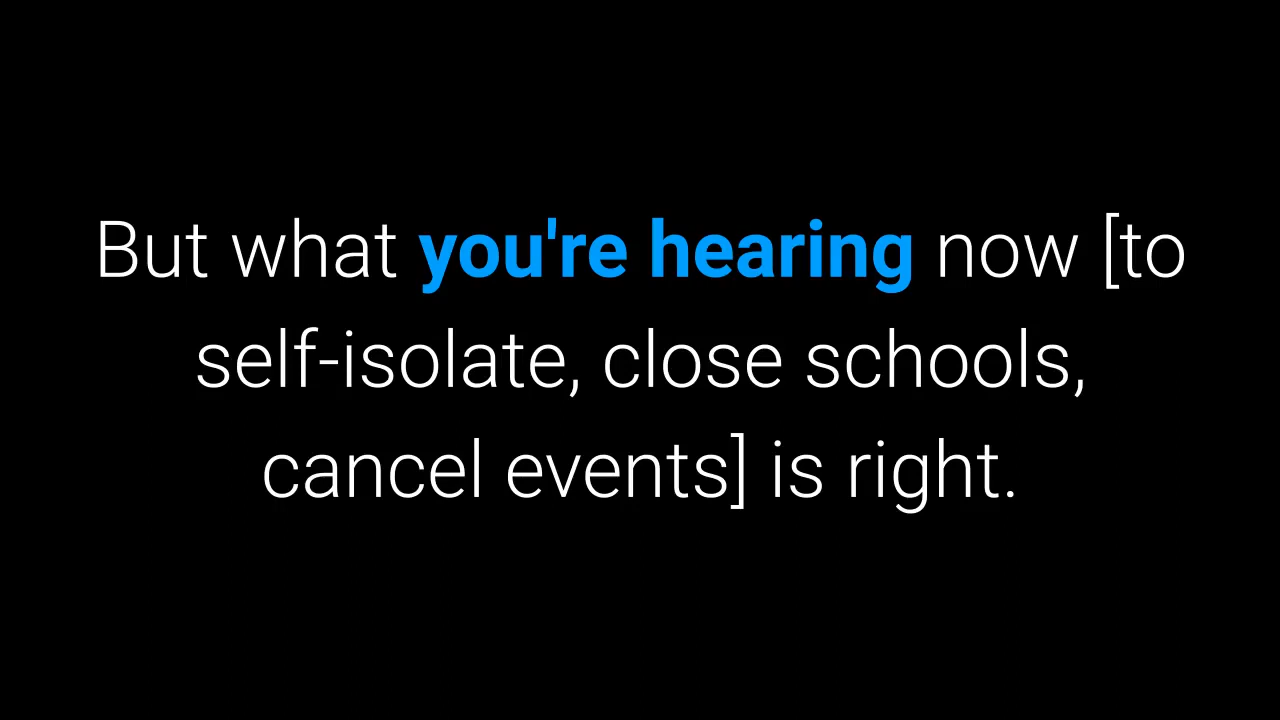 But what you're hearing now [to
self-isolate, close schools,
cancel events] is right.